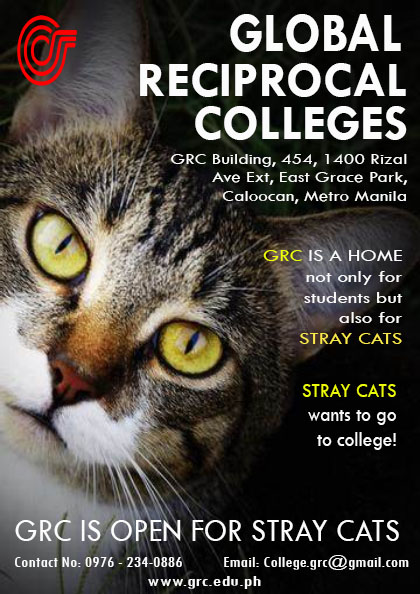 GLOBAL
RECIPROCAL
COLLEGES
GRC Building, 454, 1400 Rizal
Ave Ext, East Grace Park,
Caloocan, Metro Manila
GRC IS A HOME
not only for
students but
also for
STRAY CATS
STRAY CATS
wants to go
to college!
GRC IS OPEN FOR STRAY CATS
Contact No: 0976 - 234-0886 Email: College.grc@gmail.com
www.grc.edu.ph